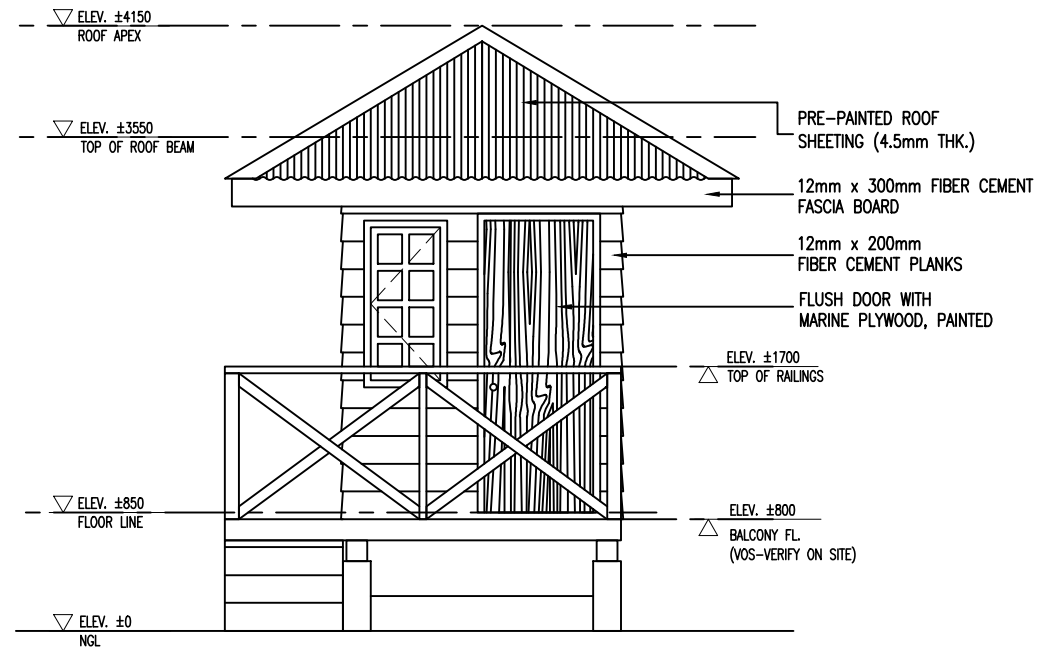 ELEV. ±4150
ROOF APEX
ELEV. ±3550
TOP OF ROOF BEAM
PRE-PAINTED ROOF
SHEETING (4.5mm THK.)
12mm x 300mm FIBER CEMENT
FASCIA BOARD
12mm x 200mm
FIBER CEMENT PLANKS
FLUSH DOOR WITH
MARINE PLYWOOD, PAINTED
ELEV. ±1700
TOP OF RAILINGS
ELEV. ±850
FLOOR LINE
ELEV. ±800
BALCONY FL.
(VOS-VERIFY ON SITE)
ELEV. ±0
NGL